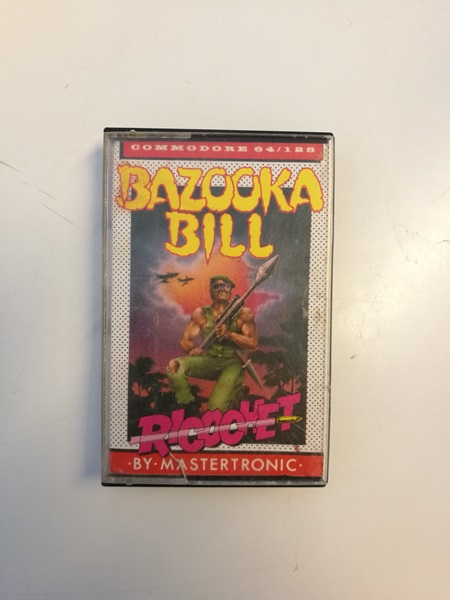 COMMODORE 64/128
BAZOOKA
BILL
RICOCHET
·BY·MASTERTRONIC·